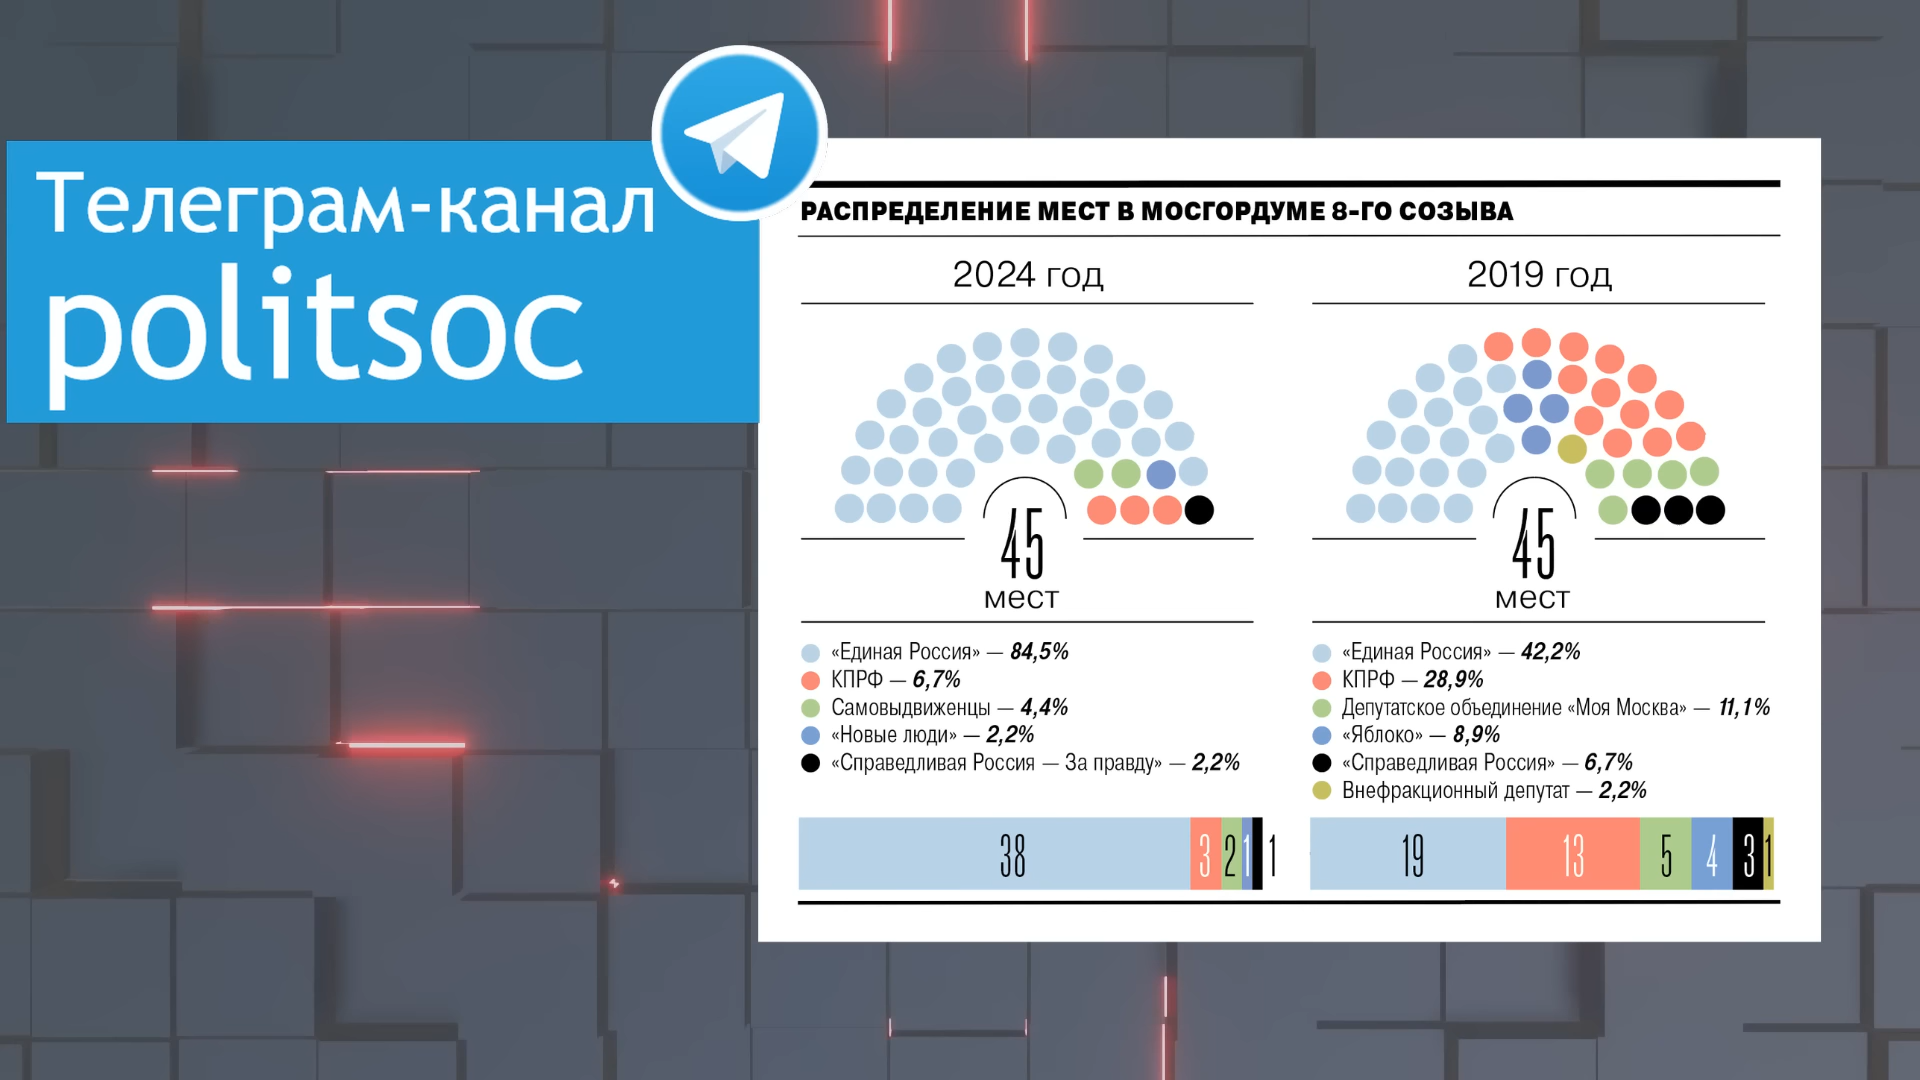 Телеграм-канал
politsoc
РАСПРЕДЕЛЕНИЕ МЕСТ В МОСГОРДУМЕ 8-ГО СОЗЫВА
2024 год
45
мест
«Единая Россия» — 84,5%
КПРФ — 6,7%
Самовыдвиженцы — 4,4%
«Новые люди» — 2,2%
«Справедливая Россия — За правду» — 2,2%
38 3 2 1 1
2019 год
45
мест
«Единая Россия» — 42,2%
КПРФ — 28,9%
Депутатское объединение «Моя Москва» — 11,1%
«Яблоко» — 8,9%
«Справедливая Россия» — 6,7%
Внефракционный депутат — 2,2%
19 13 5 4 3 1